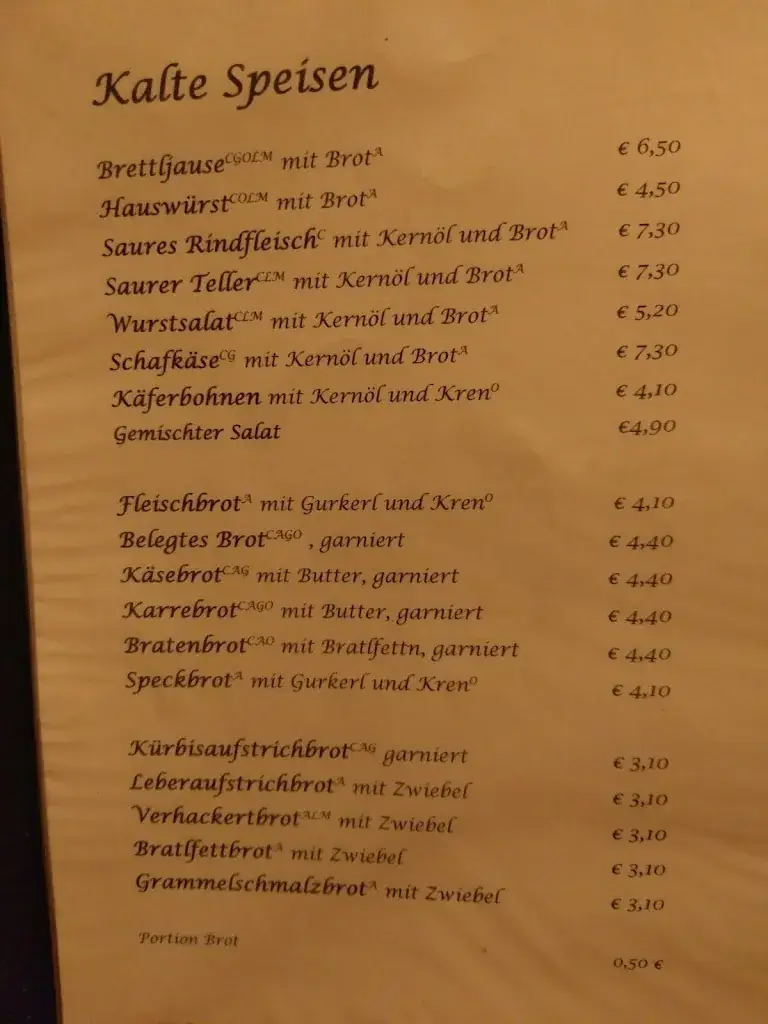 Kalte Speisen
Brettljause^CGOLM mit Brot^A € 6,50
Hauswürst^COLM mit Brot^A € 4,50
Saures Rindfleisch^C mit Kernöl und Brot^A € 7,30
Saurer Teller^CLM mit Kernöl und Brot^A € 7,30
Wurstsalat^CLM mit Kernöl und Brot^A € 5,20
Schafkäse^CG mit Kernöl und Brot^A € 7,30
Käferbohnen mit Kernöl und Kren^O € 4,10
Gemischter Salat €4,90
Fleischbrot^A mit Gurkerl und Kren^O € 4,10
Belegtes Brot^CAGO , garniert € 4,40
Käsebrot^CAG mit Butter, garniert € 4,40
Karrebrot^CAGO mit Butter, garniert € 4,40
Bratenbrot^CAO mit Bratlfettn, garniert € 4,40
Speckbrot^A mit Gurkerl und Kren^O € 4,10
Kürbisaufstrichbrot^CAG garniert € 3,10
Leberaufstrichbrot^A mit Zwiebel € 3,10
Verhackertbrot^ALM mit Zwiebel € 3,10
Bratlfettbrot^A mit Zwiebel € 3,10
Grammelschmalzbrot^A mit Zwiebel € 3,10
Portion Brot 0,50 €